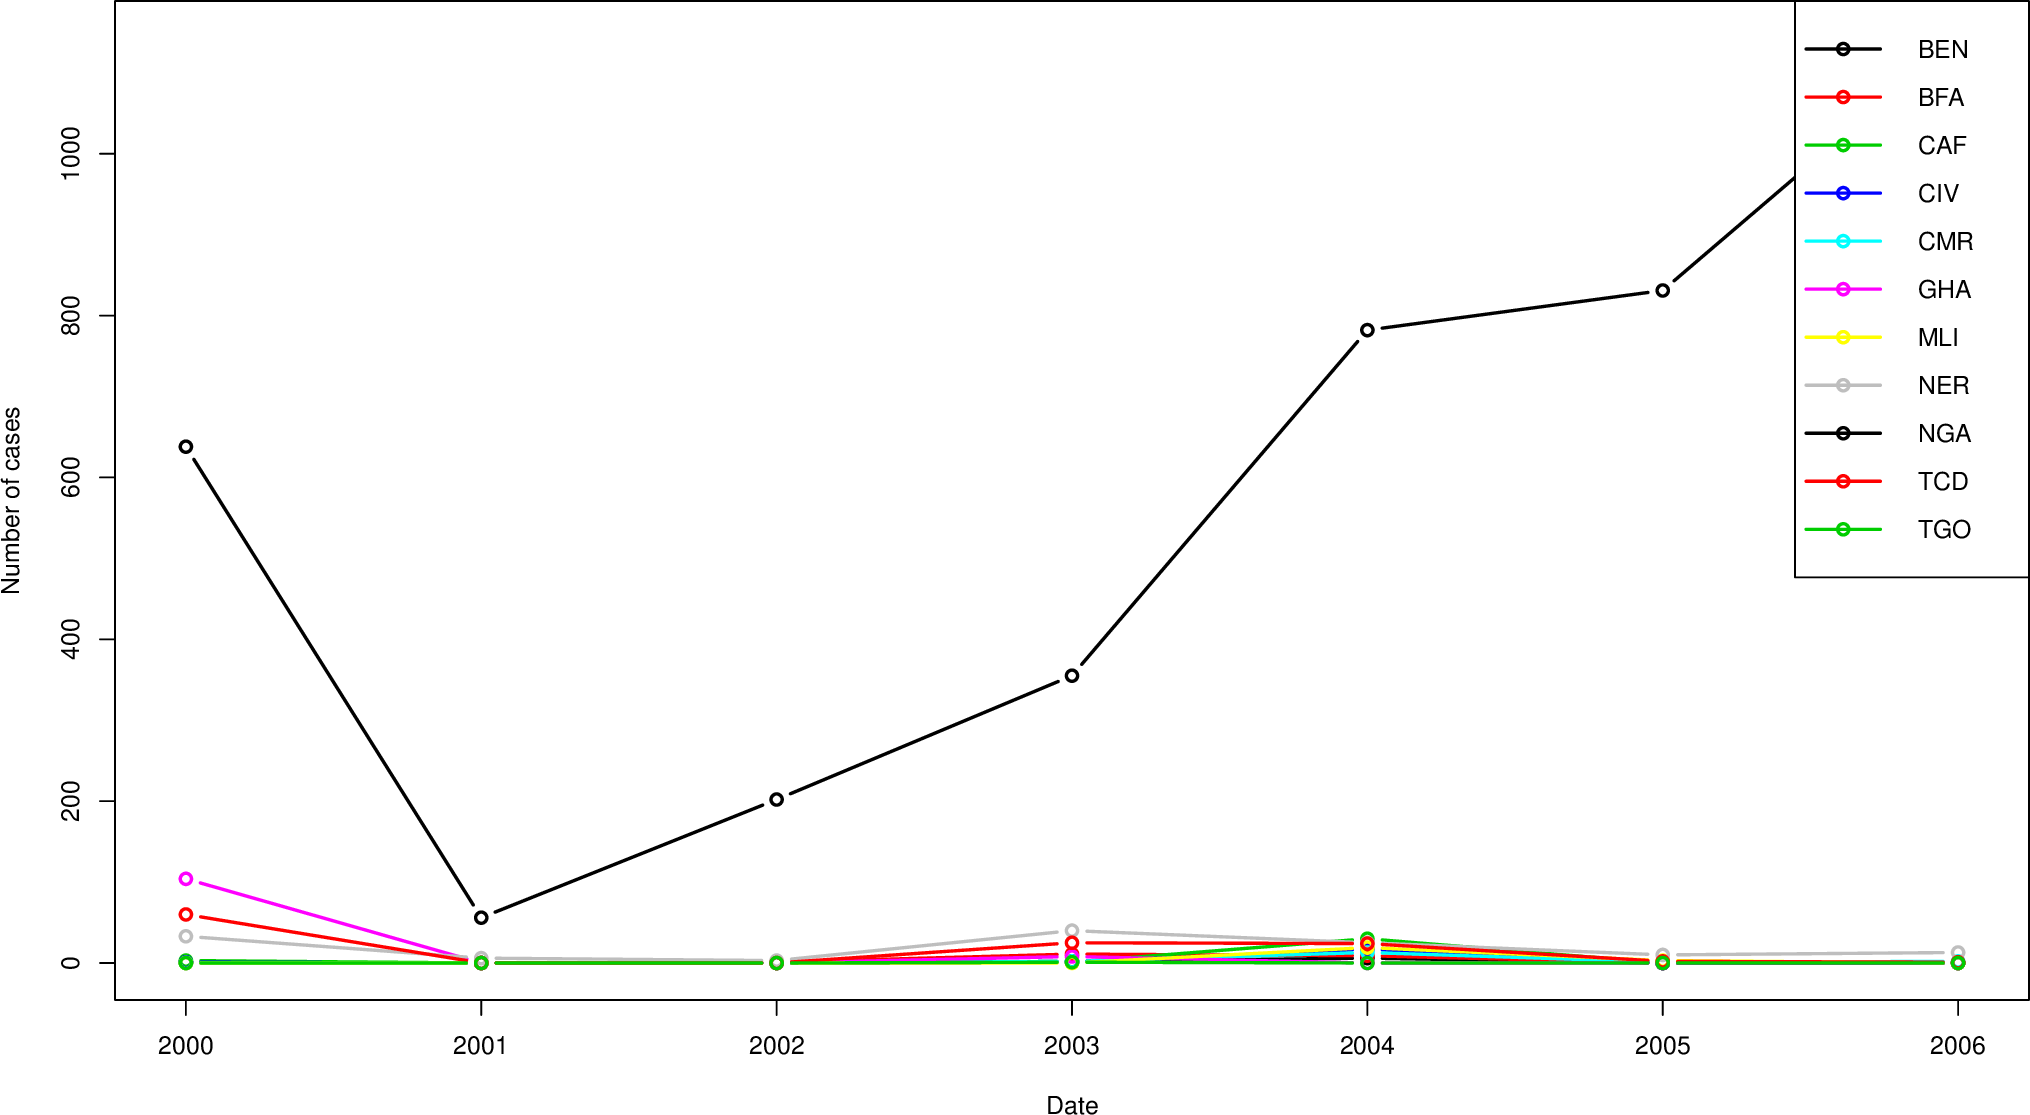 Number of cases
1000
800
600
400
200
0
2000 2001 2002 2003 2004 2005 2006
Date
BEN
BFA
CAF
CIV
CMR
GHA
MLI
NER
NGA
TCD
TGO